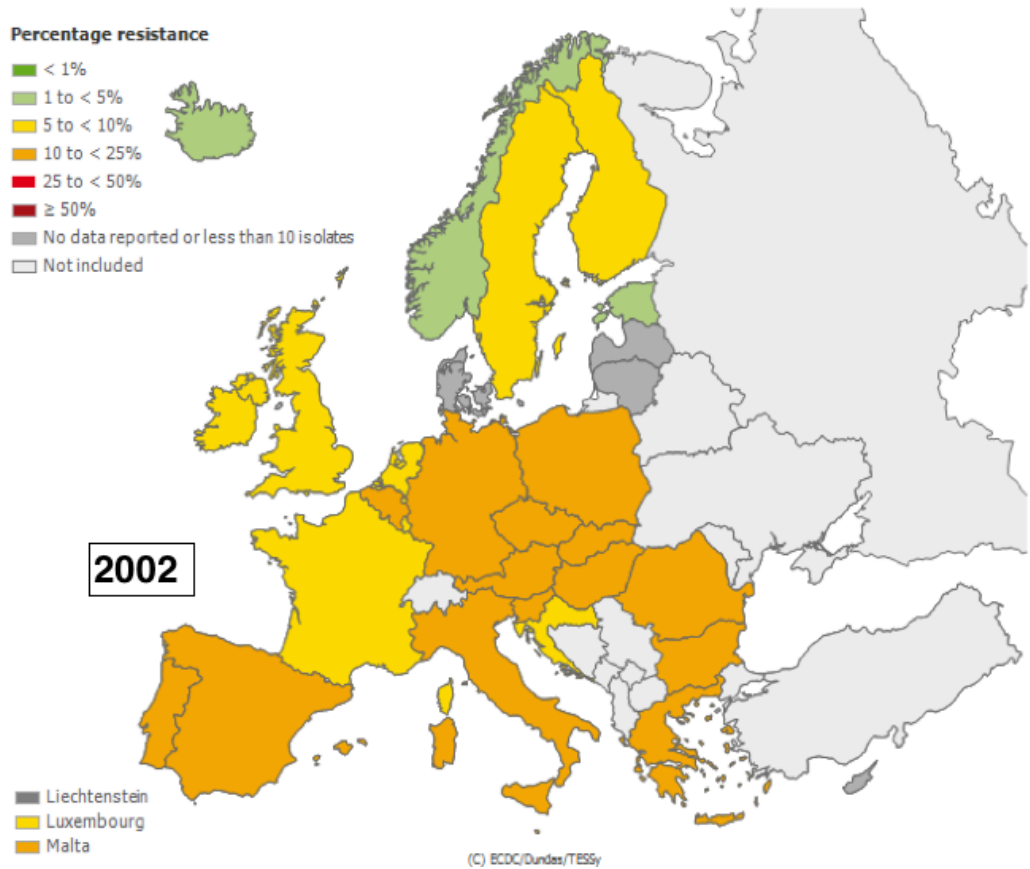 Percentage resistance
< 1%
1 to < 5%
5 to < 10%
10 to < 25%
25 to < 50%
≥ 50%
No data reported or less than 10 isolates
Not included
2002
Liechtenstein
Luxembourg
Malta
(C) ECDC/Dundas/TESSy